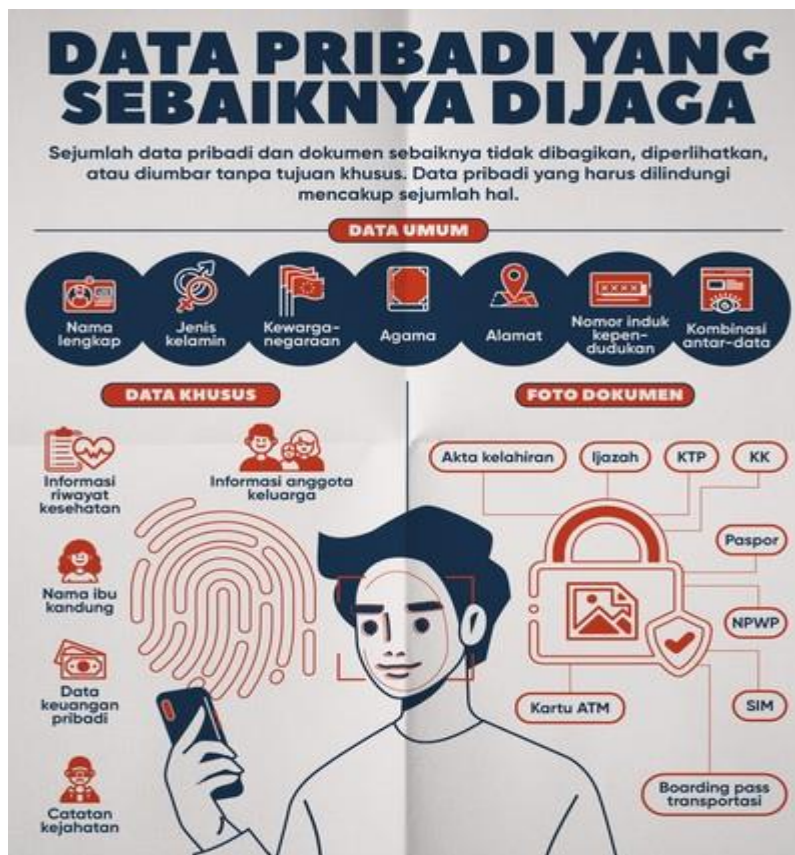 DATA PRIBADI YANG
SEBAIKNYA DIJAGA
Sejumlah data pribadi dan dokumen sebaiknya tidak dibagikan, diperlihatkan,
atau diumbar tanpa tujuan khusus. Data pribadi yang harus dilindungi
mencakup sejumlah hal.
DATA UMUM
Nama
lengkap
Jenis
kelamin
Kewarga-
negaraan
Agama
Alamat
Nomor induk
kepen-
dudukan
Kombinasi
antar-data
DATA KHUSUS
Informasi
riwayat
kesehatan
Informasi anggota
keluarga
Nama ibu
kandung
Data
keuangan
pribadi
Catatan
kejahatan
FOTO DOKUMEN
Akta kelahiran
Ijazah
KTP
KK
Paspor
NPWP
SIM
Kartu ATM
Boarding pass
transportasi